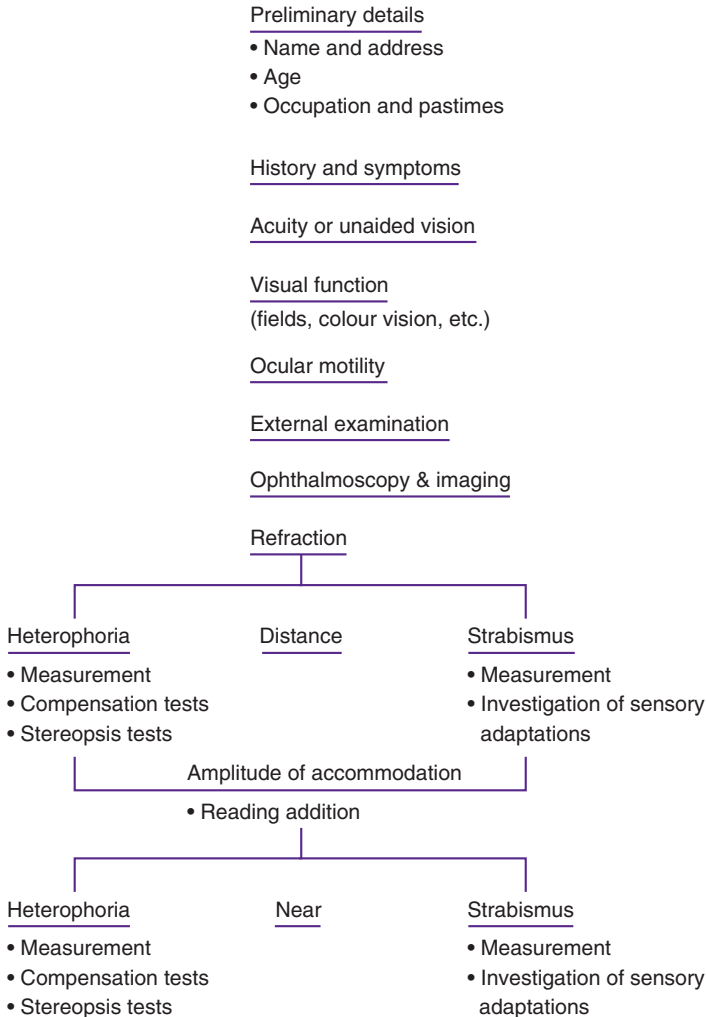 Preliminary details
• Name and address
• Age
• Occupation and pastimes
History and symptoms
Acuity or unaided vision
Visual function
(fields, colour vision, etc.)
Ocular motility
External examination
Ophthalmoscopy & imaging
Refraction
Heterophoria
• Measurement
• Compensation tests
• Stereopsis tests
Distance
Strabismus
• Measurement
• Investigation of sensory
adaptations
Amplitude of accommodation
• Reading addition
Heterophoria
• Measurement
• Compensation tests
• Stereopsis tests
Near
Strabismus
• Measurement
• Investigation of sensory
adaptations